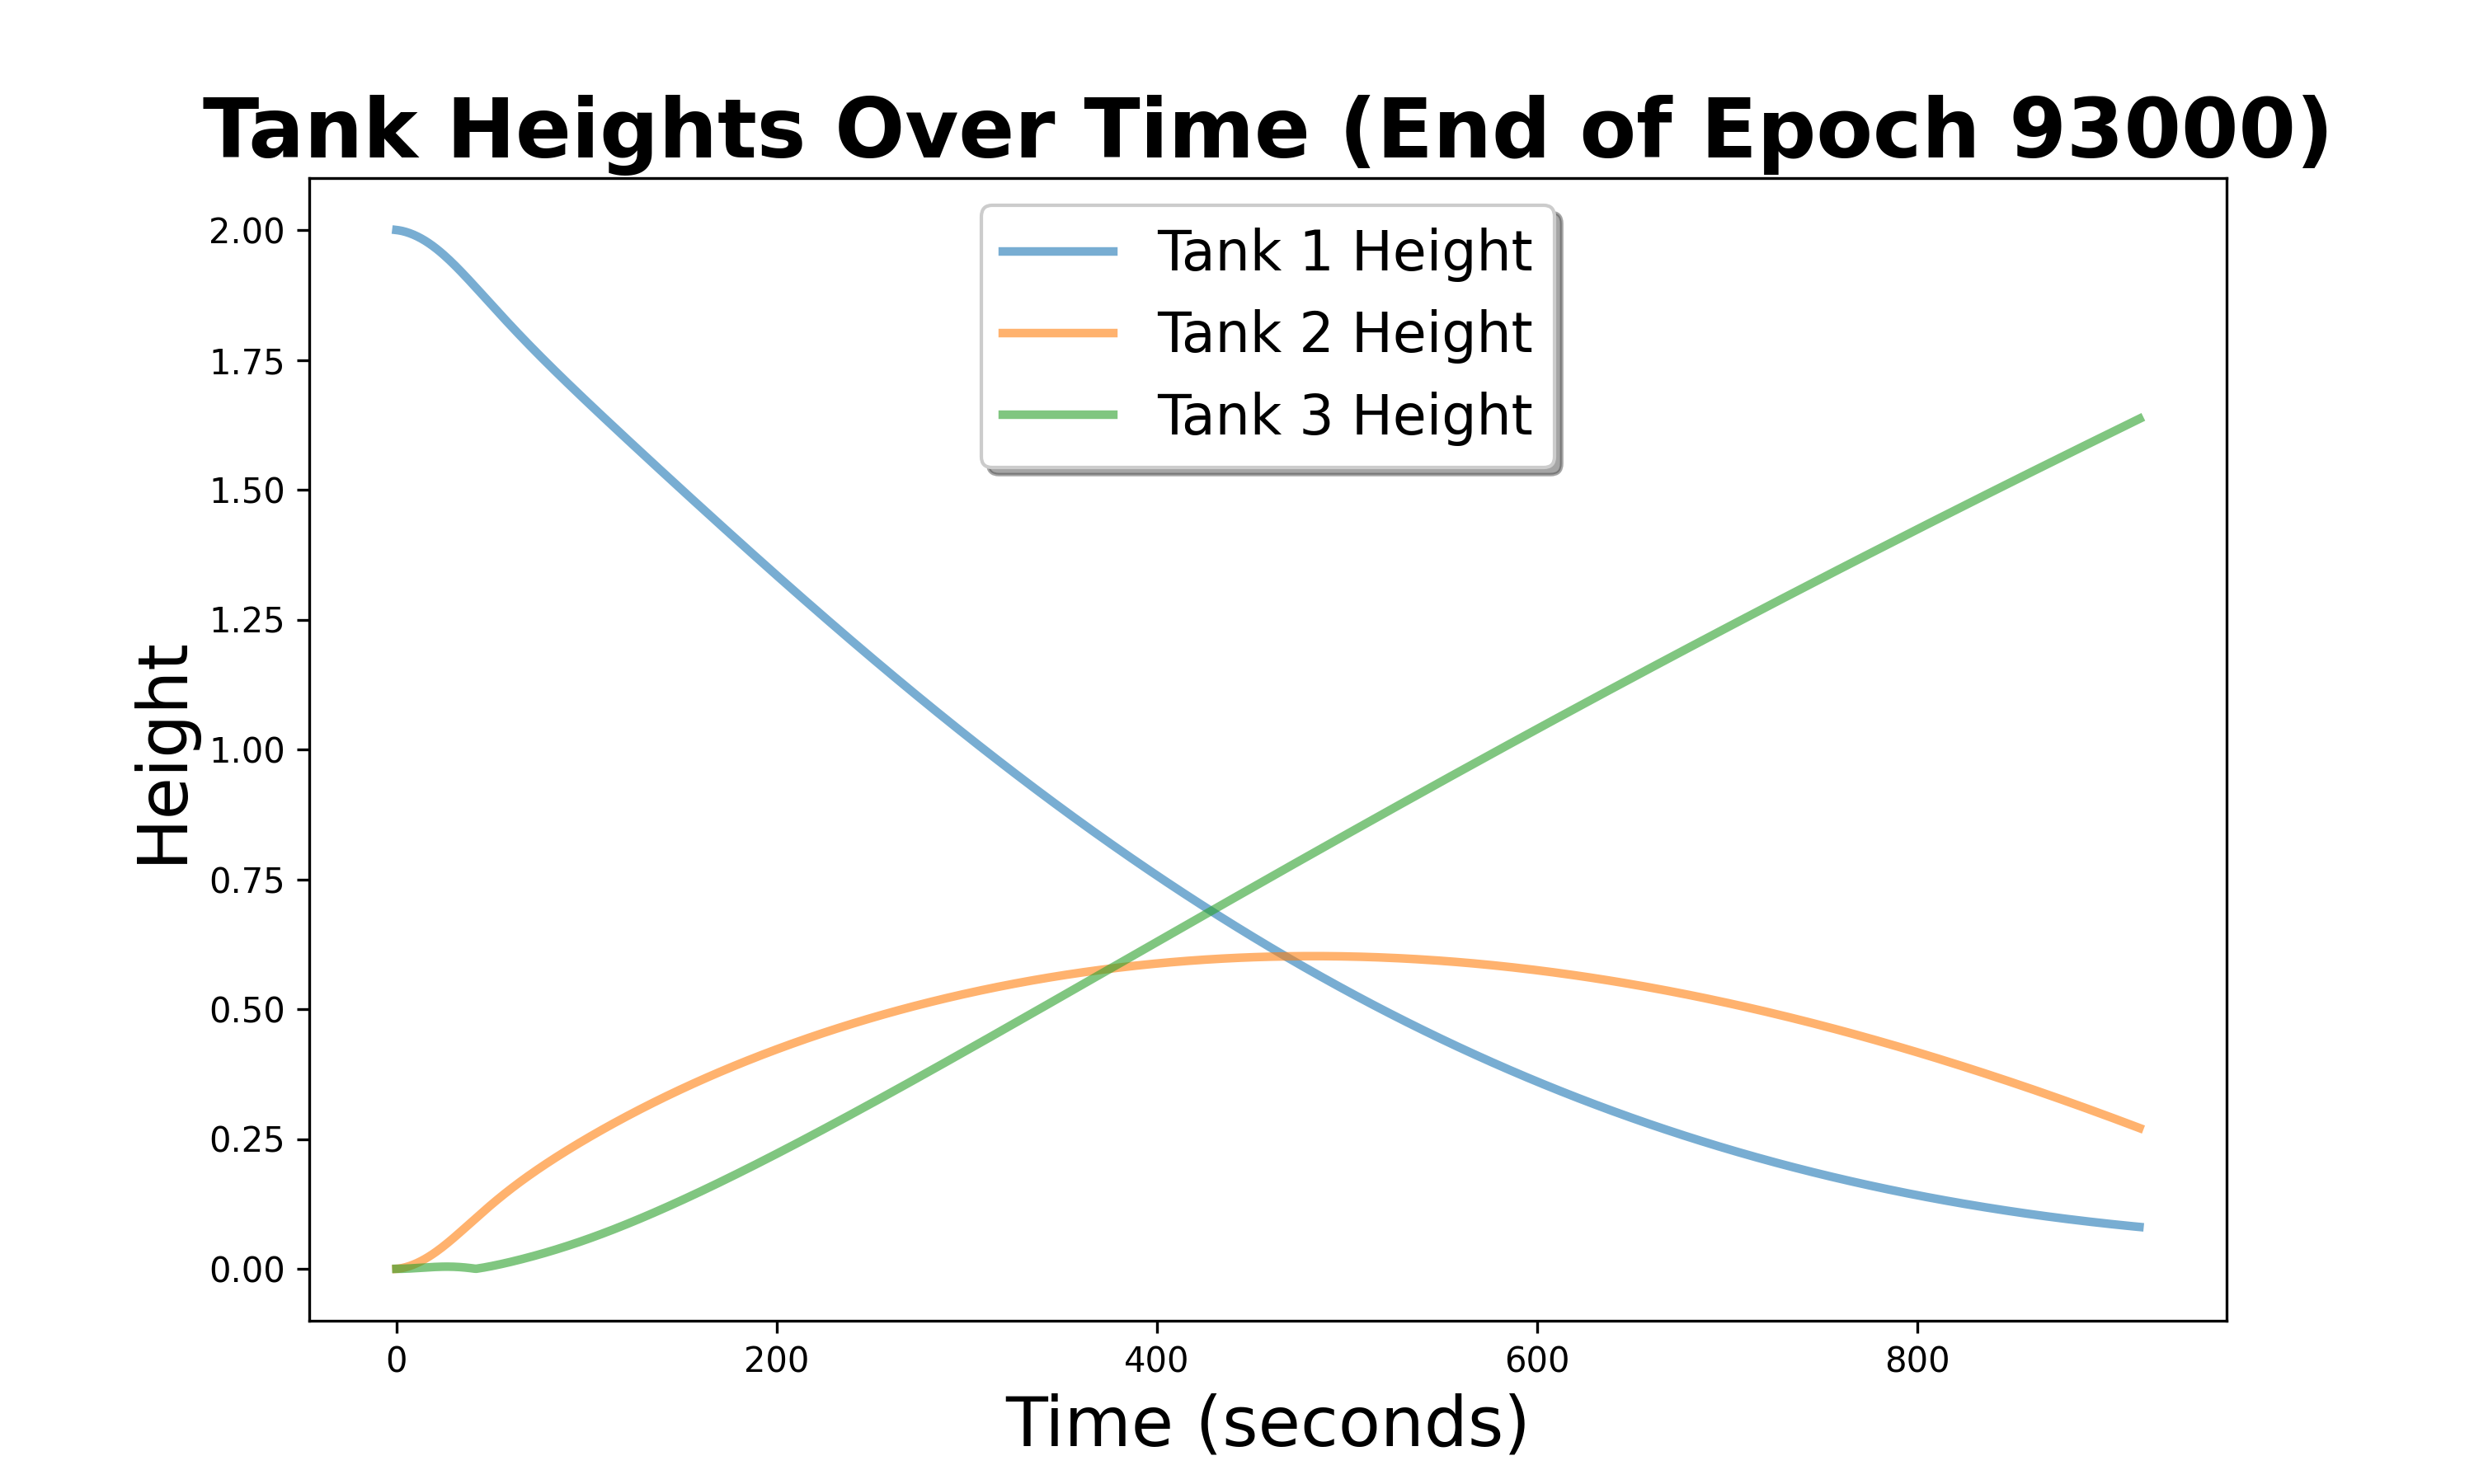 Tank Heights Over Time (End of Epoch 93000)
Tank 1 Height
Tank 2 Height
Tank 3 Height
Height
2.00
1.75
1.50
1.25
1.00
0.75
0.50
0.25
0.00
0 200 400 600 800
Time (seconds)